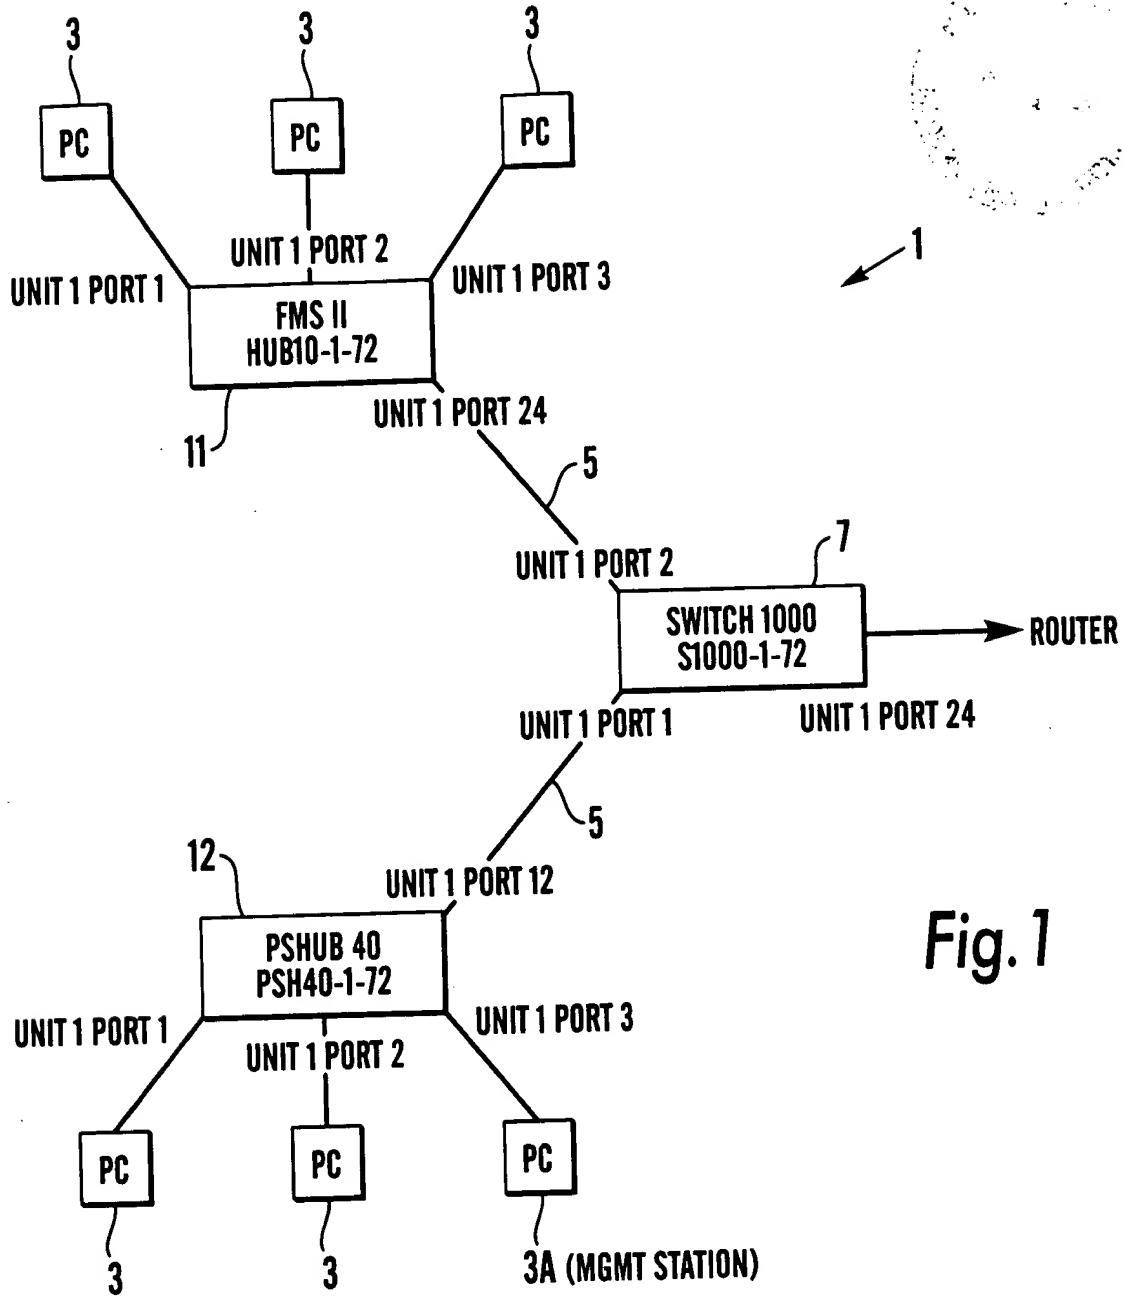 3
3
3
PC
PC
PC
1
UNIT 1 PORT 2
UNIT 1 PORT 1
UNIT 1 PORT 3
FMS II
HUB10-1-72
UNIT 1 PORT 24
11
5
7
UNIT 1 PORT 2
SWITCH 1000
S1000-1-72
ROUTER
UNIT 1 PORT 1
UNIT 1 PORT 24
5
12
UNIT 1 PORT 12
PSHUB 40
PSH40-1-72
Fig.1
UNIT 1 PORT 1
UNIT 1 PORT 3
UNIT 1 PORT 2
PC
PC
PC
3
3
3A (MGMT STATION)